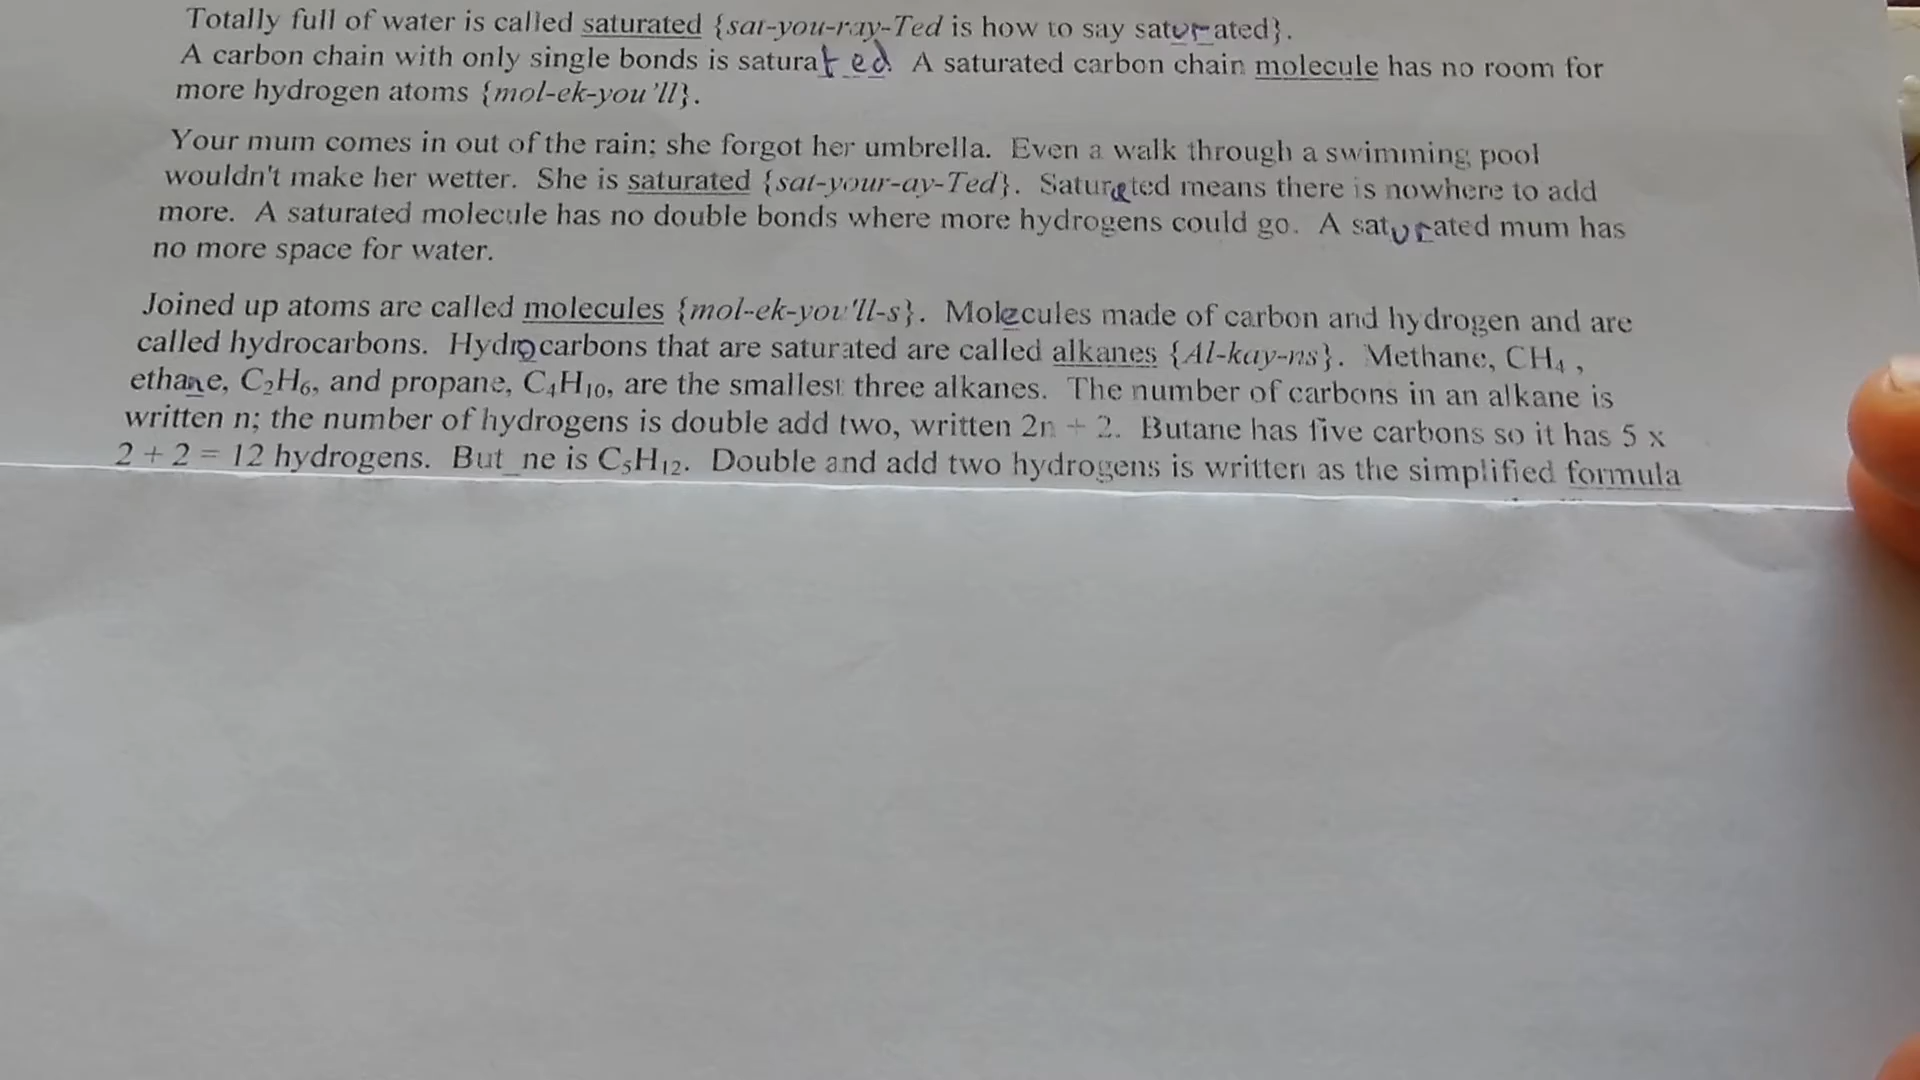 Totally full of water is called saturated {sat-you-ray-Ted is how to say saturated}.
A carbon chain with only single bonds is saturated. A saturated carbon chain molecule has no room for
more hydrogen atoms {mol-ek-you'll}.
Your mum comes in out of the rain; she forgot her umbrella. Even a walk through a swimming pool
wouldn't make her wetter. She is saturated {sat-your-ay-Ted}. Saturated means there is nowhere to add
more. A saturated molecule has no double bonds where more hydrogens could go. A saturated mum has
no more space for water.
Joined up atoms are called molecules {mol-ek-you'll-s}. Molecules made of carbon and hydrogen and are
called hydrocarbons. Hydrocarbons that are saturated are called alkanes {Al-kay-ns}. Methane, CH₄ ,
ethane, C₂H₆, and propane, C₄H₁₀, are the smallest three alkanes. The number of carbons in an alkane is
written n; the number of hydrogens is double add two, written 2n + 2. Butane has five carbons so it has 5 x
2 + 2 = 12 hydrogens. But_ne is C₅H₁₂. Double and add two hydrogens is written as the simplified formula